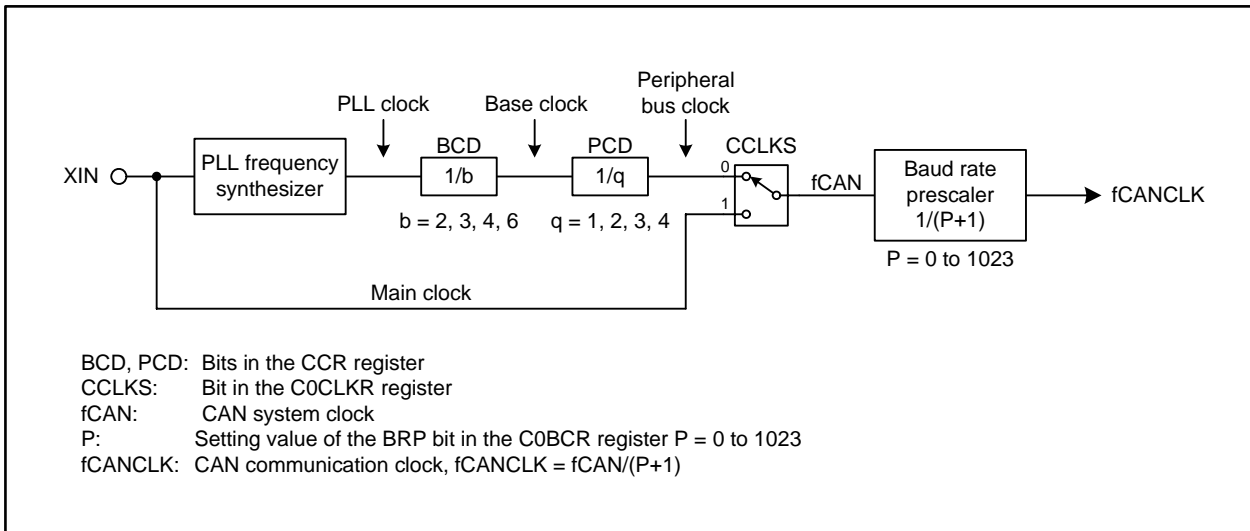 Peripheral
bus clock
PLL clock
Base clock
BCD
PCD
CCLKS
XIN
PLL frequency
synthesizer
1/b
1/q
0
1
fCAN
Baud rate
prescaler
1/(P+1)
fCANCLK
b = 2, 3, 4, 6
q = 1, 2, 3, 4
P = 0 to 1023
Main clock
BCD, PCD: Bits in the CCR register
CCLKS: Bit in the C0CLKR register
fCAN: CAN system clock
P: Setting value of the BRP bit in the C0BCR register P = 0 to 1023
fCANCLK: CAN communication clock, fCANCLK = fCAN/(P+1)